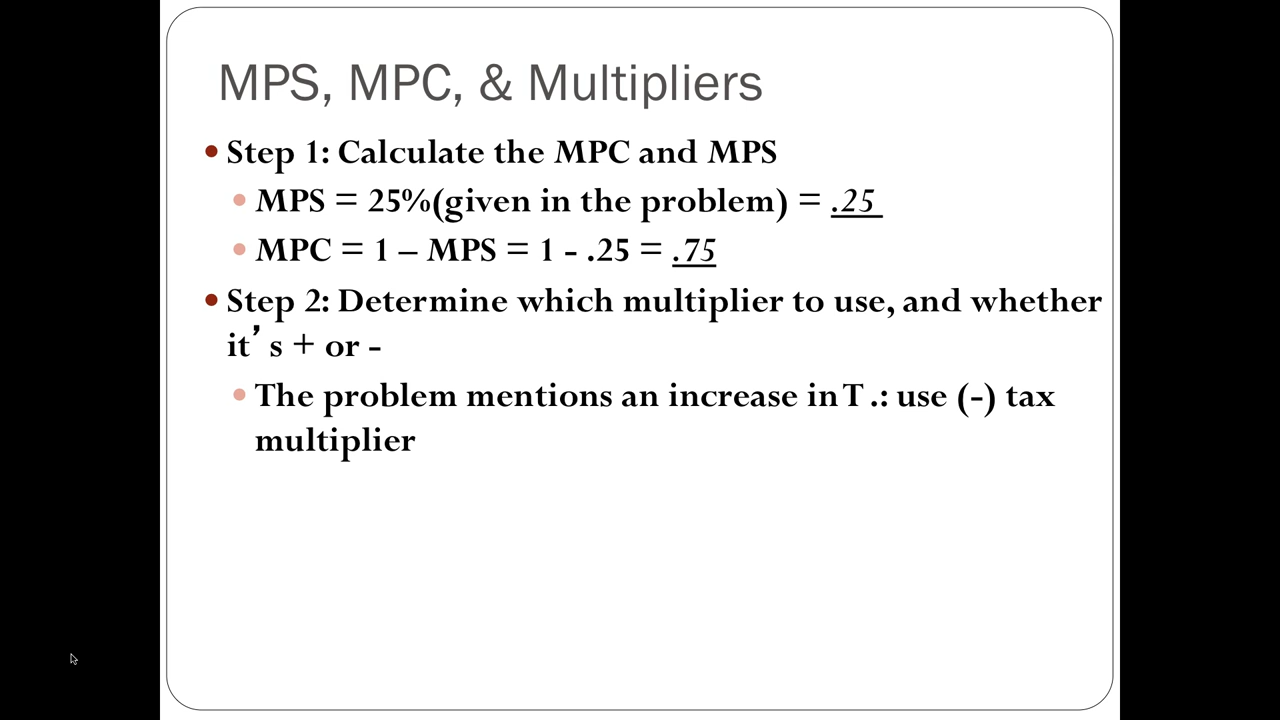 MPS, MPC, & Multipliers
• Step 1: Calculate the MPC and MPS
• MPS = 25%(given in the problem) = .25
• MPC = 1 – MPS = 1 - .25 = .75
• Step 2: Determine which multiplier to use, and whether
it’s + or -
• The problem mentions an increase in T .: use (-) tax
multiplier